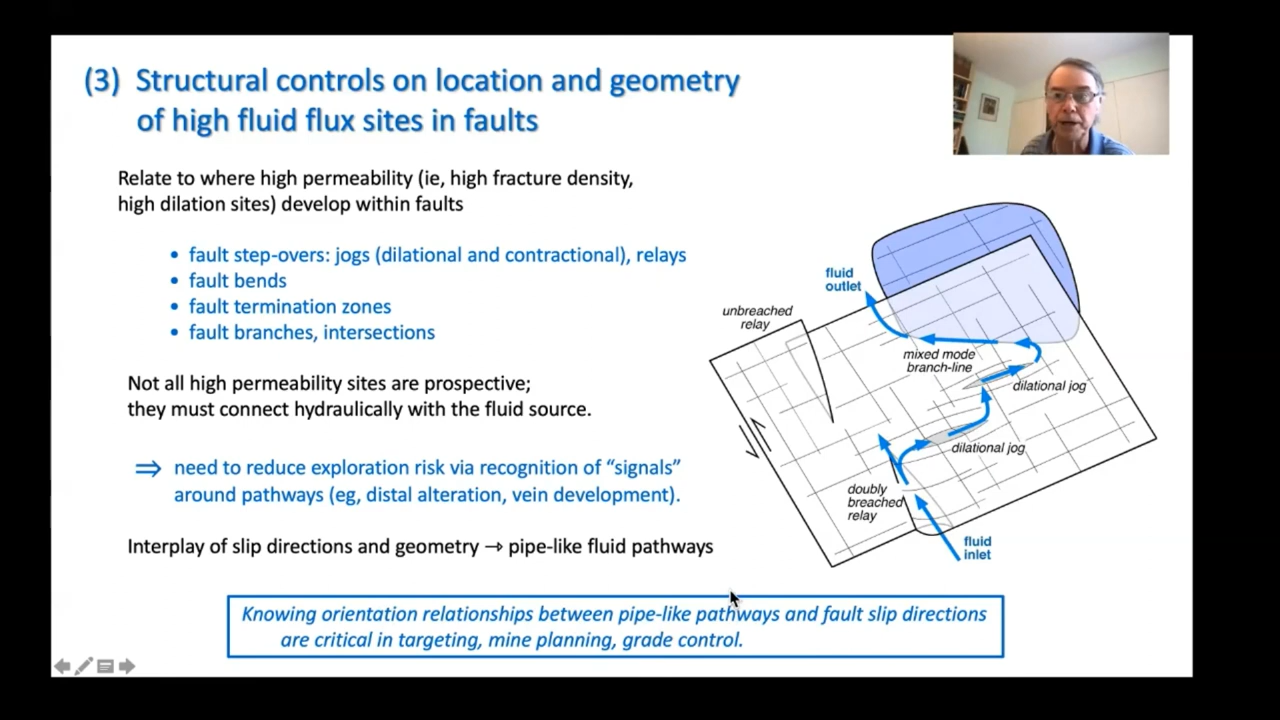 (3) Structural controls on location and geometry
of high fluid flux sites in faults
Relate to where high permeability (ie, high fracture density,
high dilation sites) develop within faults
• fault step-overs: jogs (dilational and contractional), relays
• fault bends
• fault termination zones
• fault branches, intersections
Not all high permeability sites are prospective;
they must connect hydraulically with the fluid source.
⇒ need to reduce exploration risk via recognition of “signals”
around pathways (eg, distal alteration, vein development).
Interplay of slip directions and geometry → pipe-like fluid pathways
Knowing orientation relationships between pipe-like pathways and fault slip directions
are critical in targeting, mine planning, grade control.
fluid
outlet
unbreached
relay
mixed mode
branch-line
dilational jog
dilational jog
doubly
breached
relay
fluid
inlet